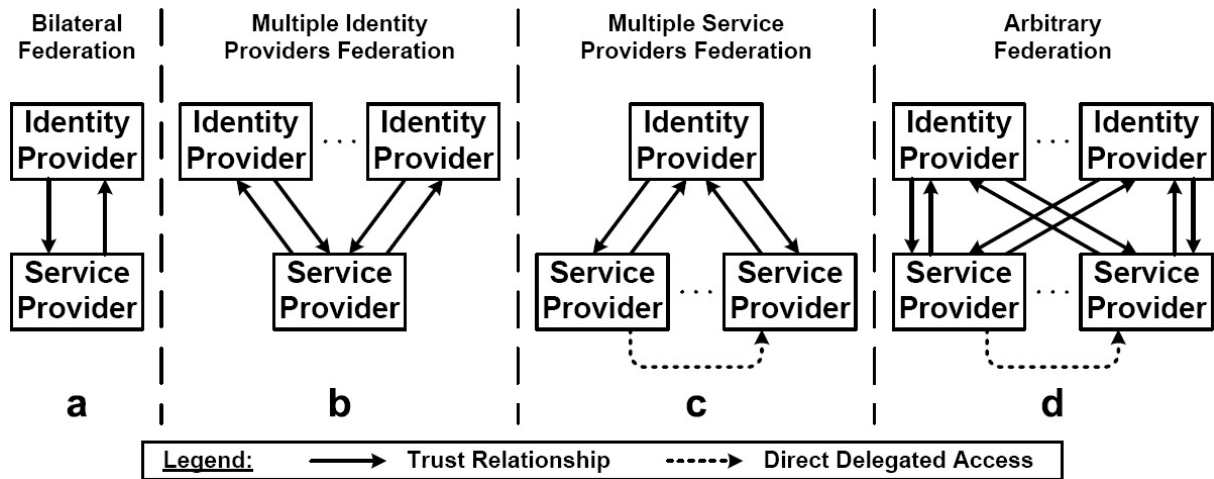 Bilateral
Federation
Identity
Provider
Service
Provider
a
Multiple Identity
Providers Federation
Identity
Provider
. . .
Identity
Provider
Service
Provider
b
Multiple Service
Providers Federation
Identity
Provider
Service
Provider
. . .
Service
Provider
c
Arbitrary
Federation
Identity
Provider
. . .
Identity
Provider
Service
Provider
. . .
Service
Provider
d
Legend:
Trust Relationship
Direct Delegated Access